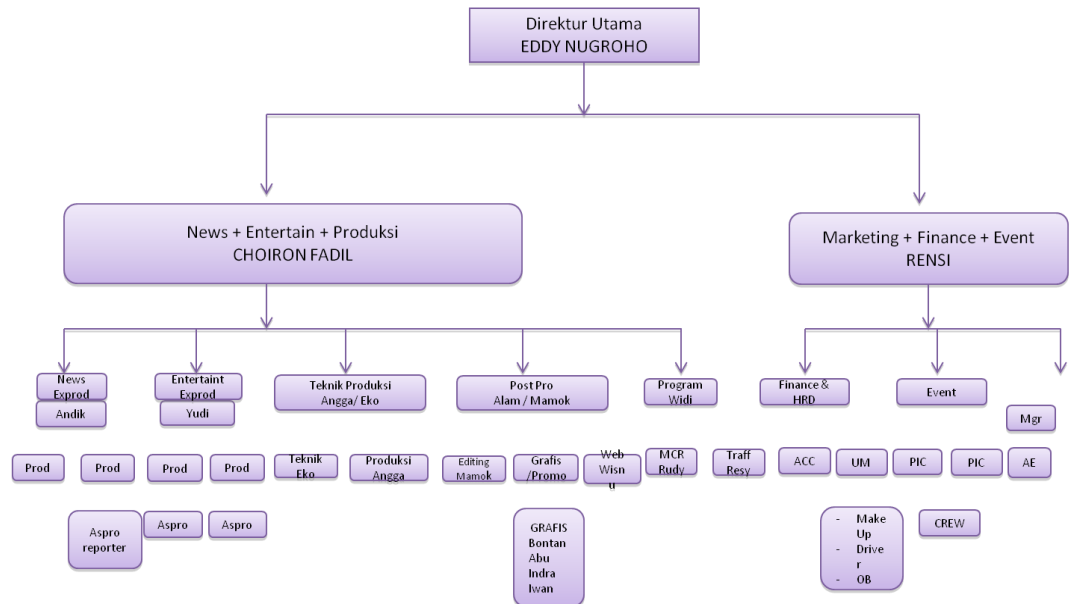 Direktur Utama
EDDY NUGROHO
News + Entertain + Produksi
CHOIRON FADIL
Marketing + Finance + Event
RENSI
News
Exprod
Andik
Entertaint
Exprod
Yudi
Teknik Produksi
Angga/ Eko
Post Pro
Alam / Mamok
Program
Widi
Finance &
HRD
Event
Mgr
Prod
Prod
Prod
Prod
Teknik
Eko
Produksi
Angga
Editing
Mamok
Grafis
/Promo
Web
Wisn
u
MCR
Rudy
Traff
Resy
ACC
UM
PIC
PIC
AE
Aspro
reporter
Aspro
Aspro
GRAFIS
Bontan
Abu
Indra
Iwan
- Make
Up
- Drive
r
- OB
CREW